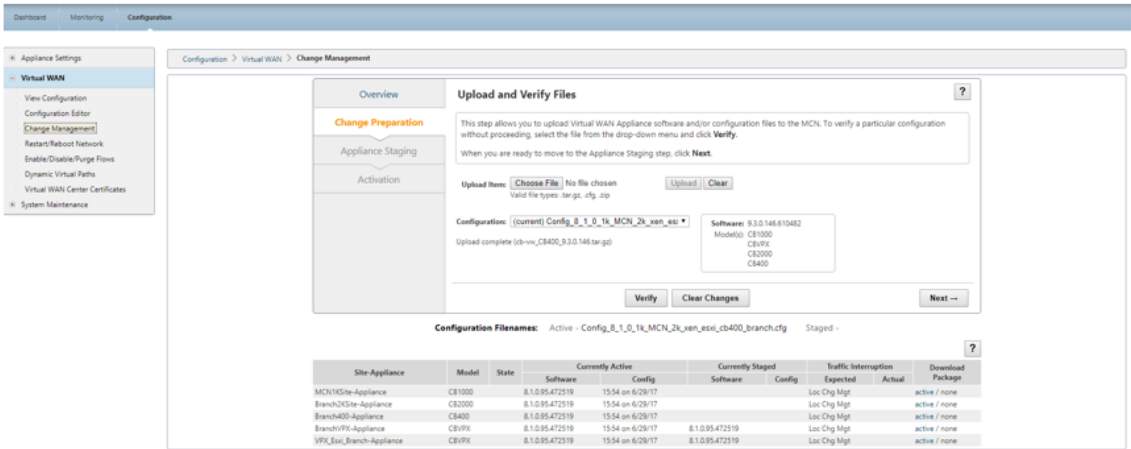 Dashboard Monitoring Configuration
Appliance Settings
Virtual WAN
View Configuration
Configuration Editor
Change Management
Restart/Reboot Network
Enable/Disable/Purge Flows
Dynamic Virtual Paths
Virtual WAN Center Certificates
System Maintenance
Configuration > Virtual WAN > Change Management
Overview
Change Preparation
Appliance Staging
Activation
Upload and Verify Files
?
This step allows you to upload Virtual WAN Appliance software and/or configuration files to the MCN. To verify a particular configuration
without proceeding, select the file from the drop-down menu and click Verify.
When you are ready to move to the Appliance Staging step, click Next.
Upload Item: Choose File No file chosen Upload Clear
Valid file types: .tar.gz, .cfg, .zip
Configuration: (current) Config_8_1_0_1k_MCN_2k_xen_es:
Upload complete (cb-vw_CB400_9.3.0.146.tar.gz)
Software: 9.3.0.146.610482
Model(s): CB1000
CBVPX
CB2000
CB400
Verify Clear Changes Next →
Configuration Filenames: Active - Config_8_1_0_1k_MCN_2k_xen_esxi_cb400_branch.cfg Staged -
?
Site-Appliance Model State Currently Active Currently Staged Traffic Interruption Download Package
Software Config Software Config Expected Actual
MCN1KSite-Appliance CB1000 8.1.0.95.472519 15:54 on 6/29/17 Loc Chg Mgt active / none
Branch2KSite-Appliance CB2000 8.1.0.95.472519 15:54 on 6/29/17 Loc Chg Mgt active / none
Branch400-Appliance CB400 8.1.0.95.472519 15:54 on 6/29/17 Loc Chg Mgt active / none
BranchVPX-Appliance CBVPX 8.1.0.95.472519 15:54 on 6/29/17 8.1.0.95.472519 Loc Chg Mgt active / none
VPX_Esxi_Branch-Appliance CBVPX 8.1.0.95.472519 15:54 on 6/29/17 8.1.0.95.472519 Loc Chg Mgt active / none